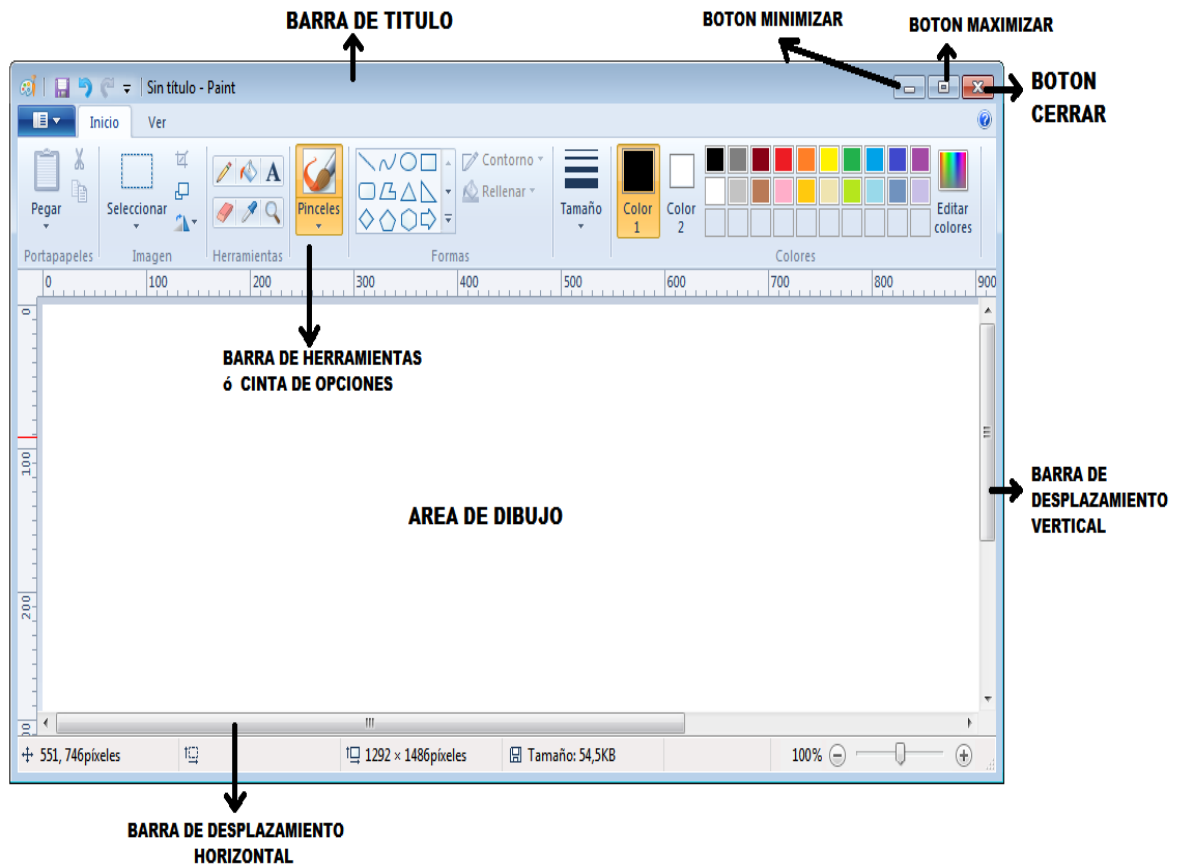 BARRA DE TITULO
BOTON MINIMIZAR
BOTON MAXIMIZAR
Sin título - Paint
BOTON
CERRAR
Inicio Ver
Pegar
Seleccionar
A
Pinceles
Contorno
Rellenar
Tamaño
Color
1
Color
2
Editar
colores
Portapapeles Imagen Herramientas Formas Colores
0 100 200 300 400 500 600 700 800 900
0
100
200
BARRA DE HERRAMIENTAS
ó CINTA DE OPCIONES
AREA DE DIBUJO
BARRA DE
DESPLAZAMIENTO
VERTICAL
551, 746píxeles 1292 × 1486píxeles Tamaño: 54,5KB 100%
BARRA DE DESPLAZAMIENTO
HORIZONTAL